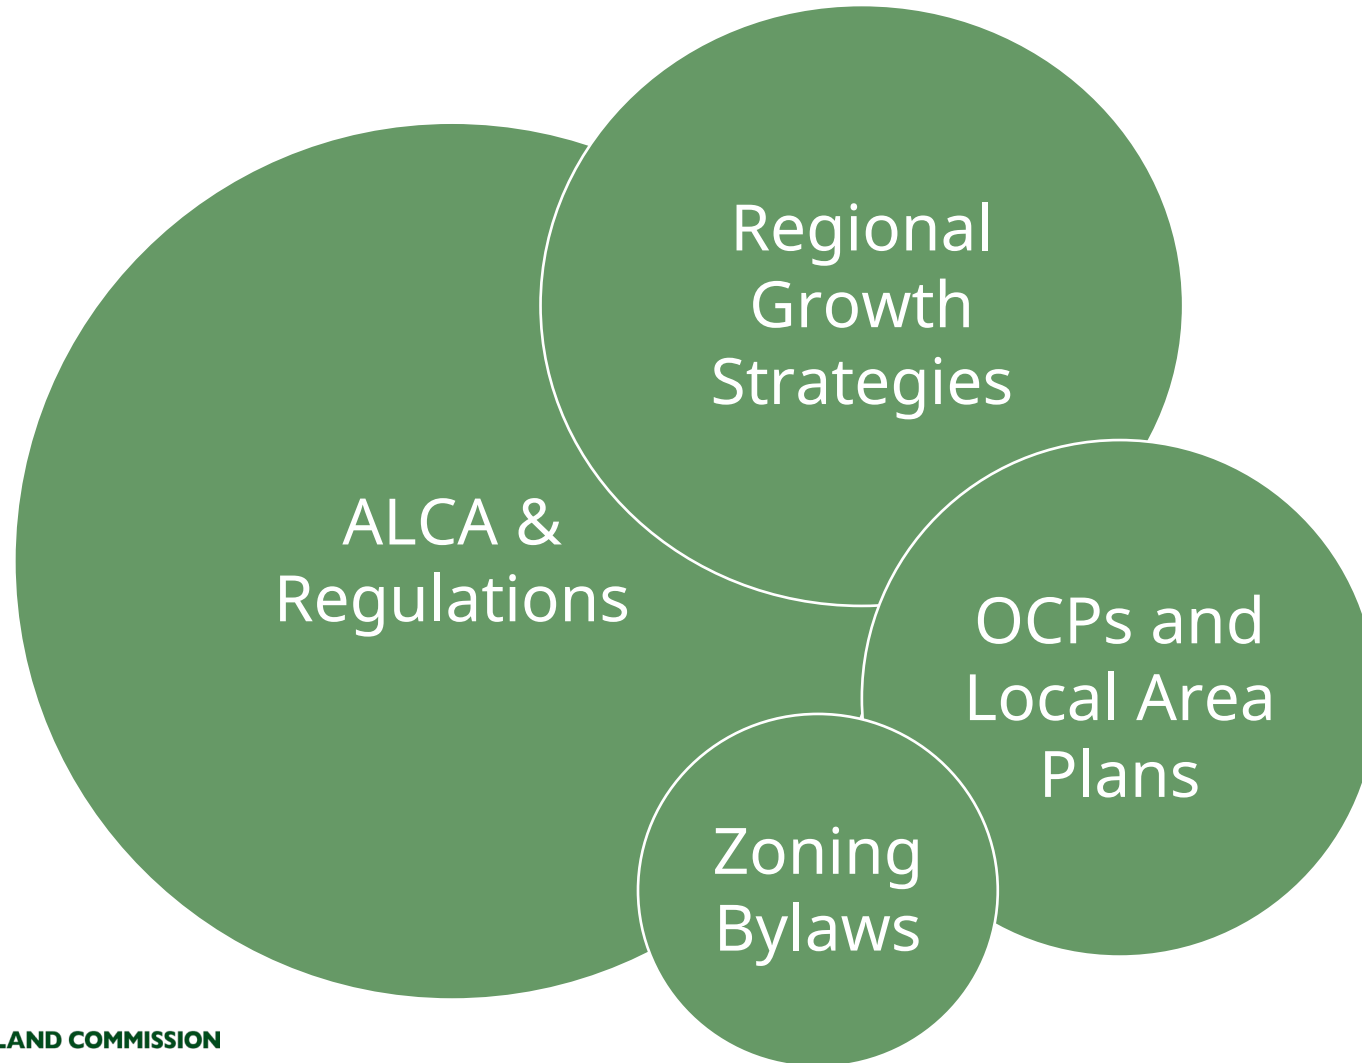 Regional
Growth
Strategies
ALCA &
Regulations
OCPs and
Local Area
Plans
Zoning
Bylaws
LAND COMMISSION